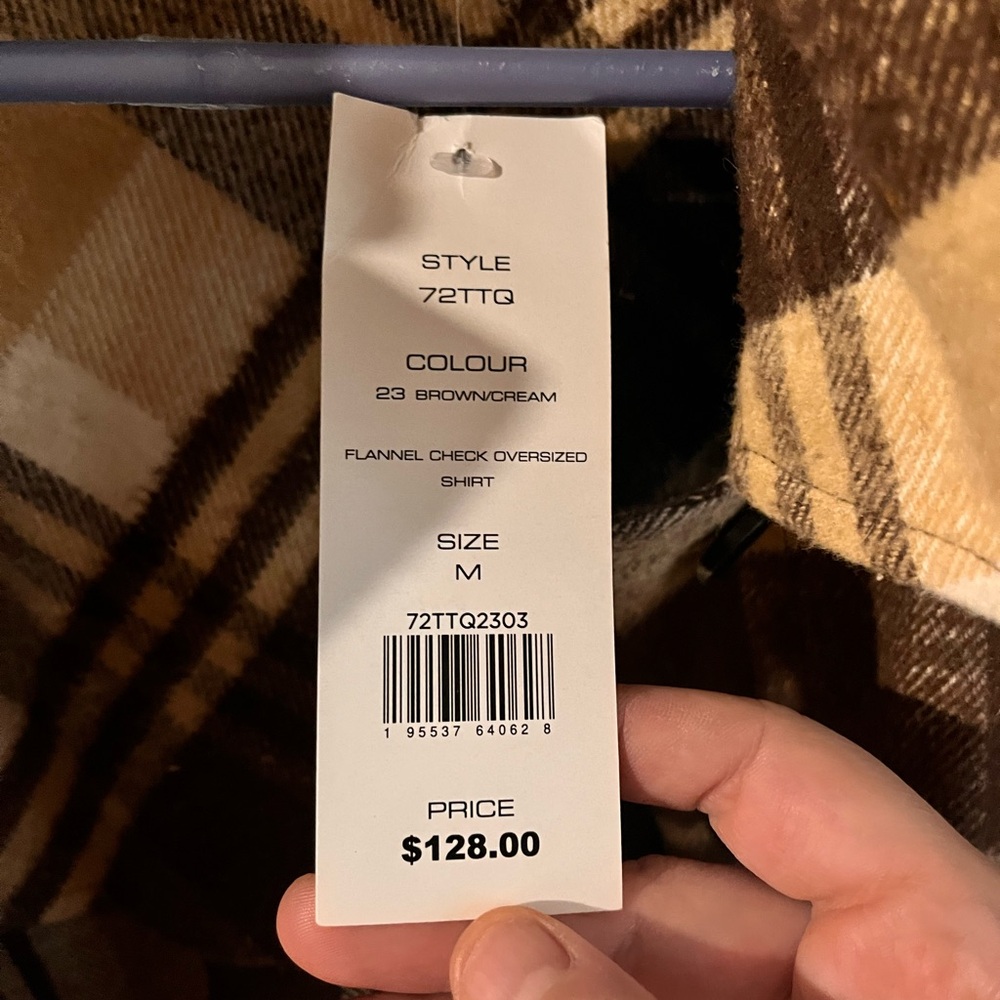 STYLE
72TTQ
COLOUR
23 BROWN/CREAM
FLANNEL CHECK OVERSIZED
SHIRT
SIZE
M
72TTQ2303
1 95537 64062 8
PRICE
$128.00